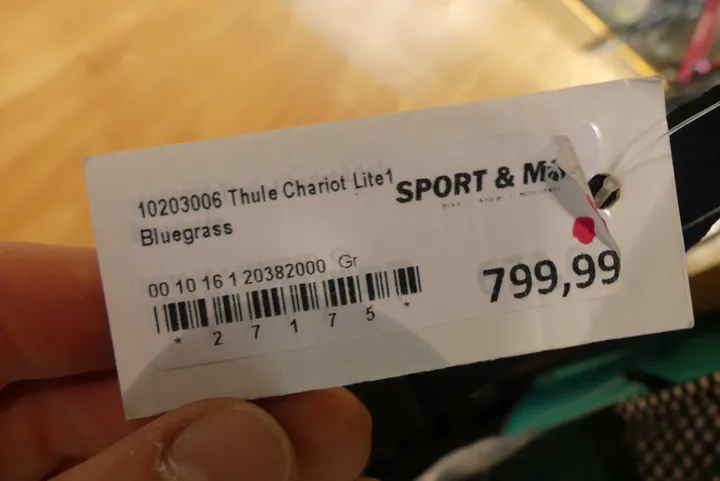 10203006 Thule Chariot Lite1
Bluegrass
SPORT &
00 10 16 1 20382000 Gr
* 2 7 1 7 5 *
799,99